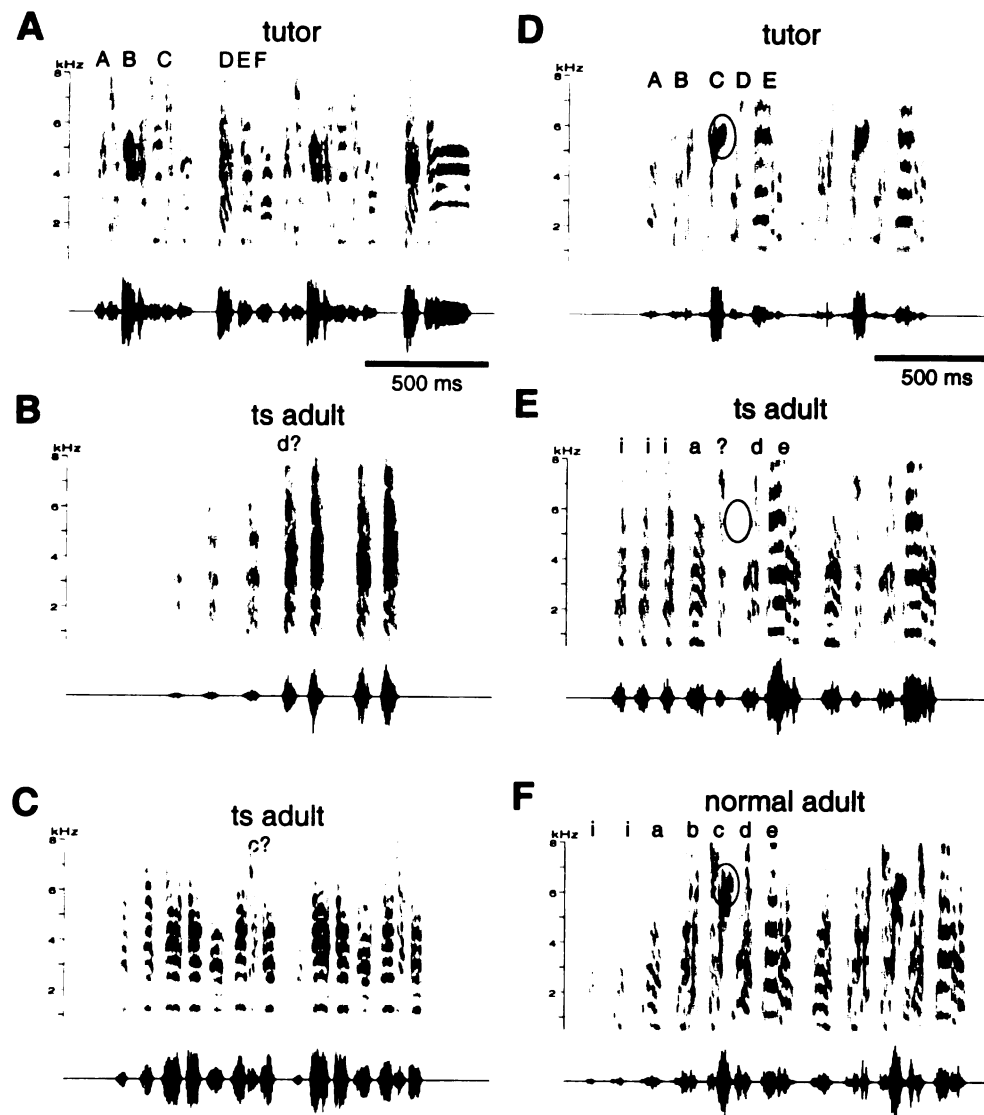 A
tutor
A B C D E F
kHz
8
6
4
2
500 ms
B
ts adult
d?
kHz
8
6
4
2
C
ts adult
c?
kHz
8
6
4
2
D
tutor
A B C D E
kHz
8
6
4
2
500 ms
E
ts adult
i i i a ? d e
kHz
8
6
4
2
F
normal adult
i i a b c d e
kHz
8
6
4
2